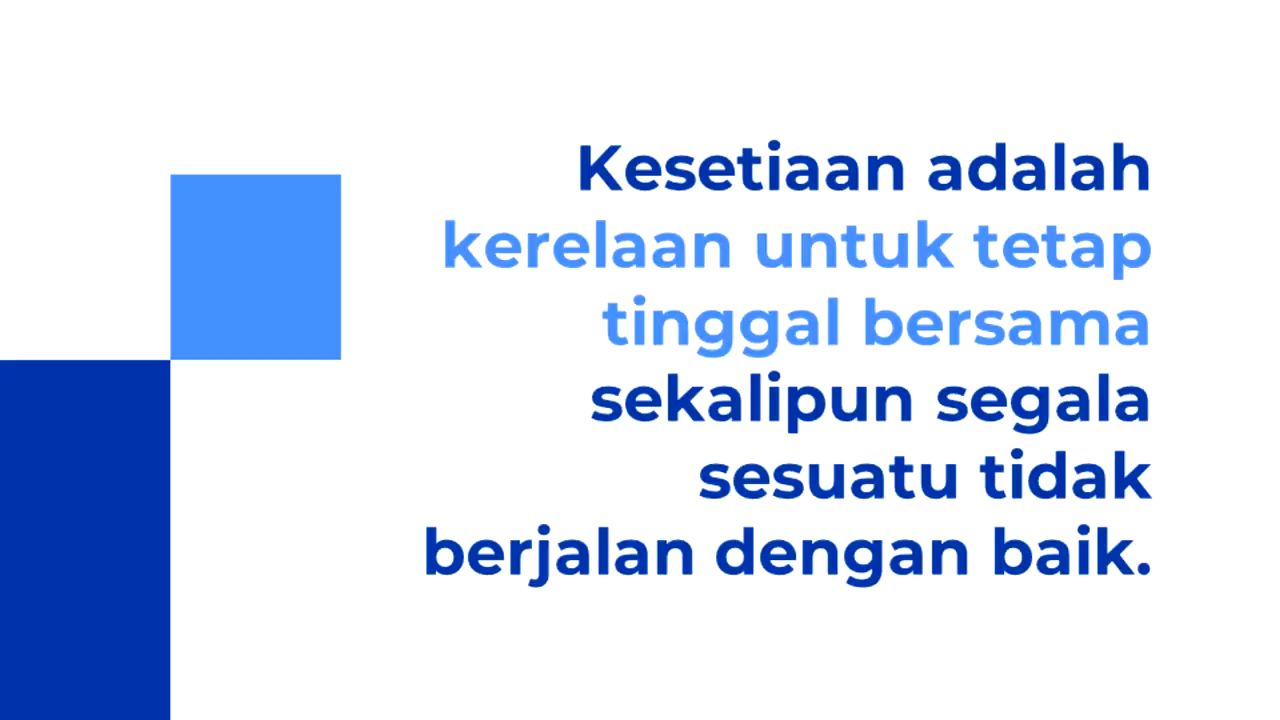 Kesetiaan adalah
kerelaan untuk tetap
tinggal bersama
sekalipun segala
sesuatu tidak
berjalan dengan baik.